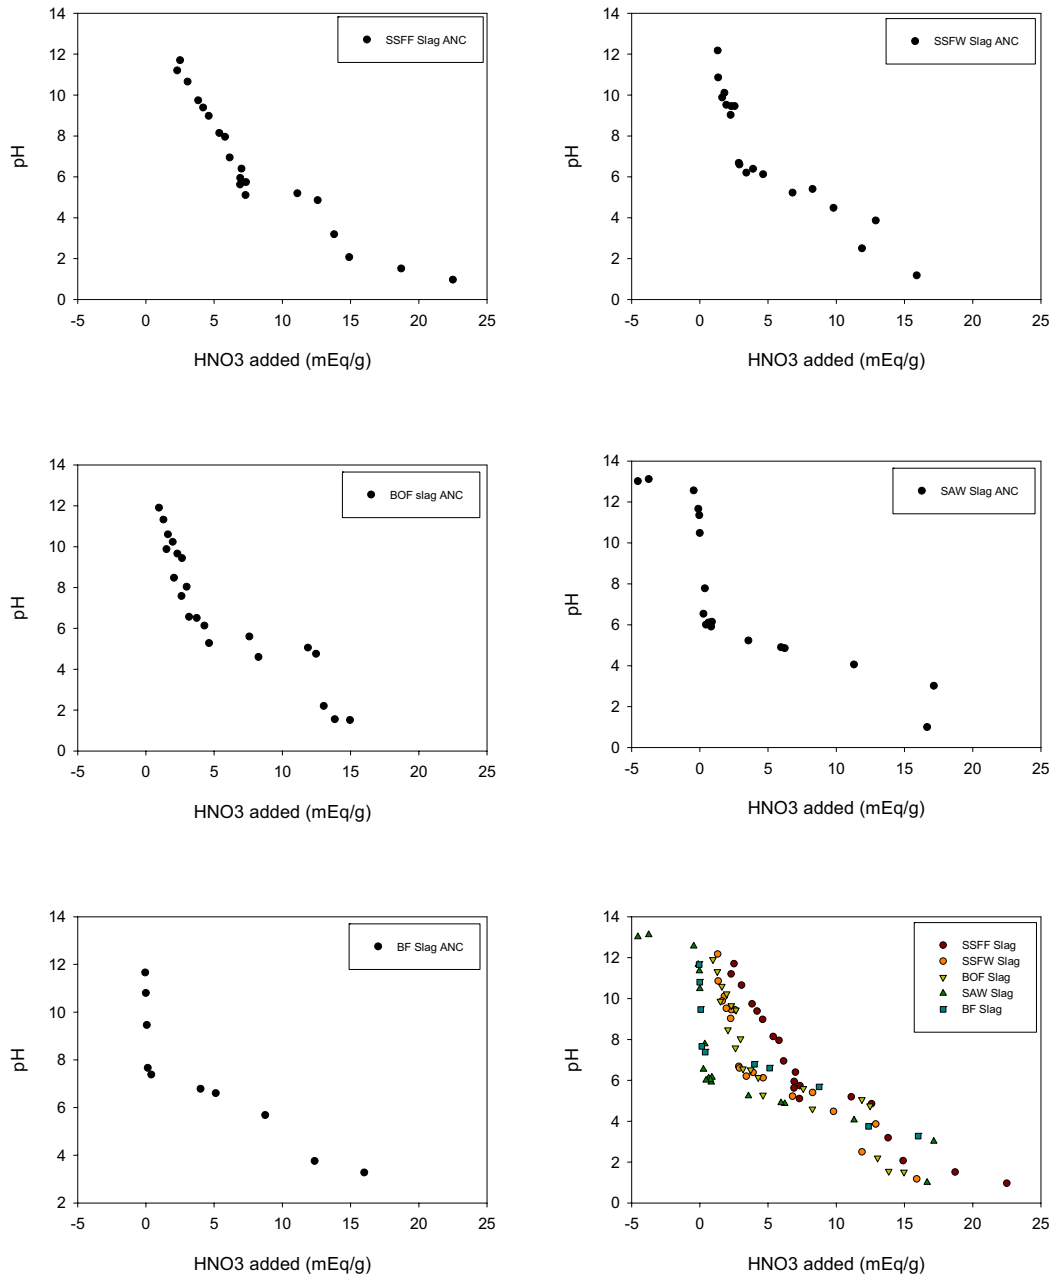 14
12
10
8
6
4
2
0
pH
SSFF Slag ANC
-5 0 5 10 15 20 25
HNO3 added (mEq/g)
14
12
10
8
6
4
2
0
pH
SSFW Slag ANC
-5 0 5 10 15 20 25
HNO3 added (mEq/g)
14
12
10
8
6
4
2
0
pH
BOF slag ANC
-5 0 5 10 15 20 25
HNO3 added (mEq/g)
14
12
10
8
6
4
2
0
pH
SAW Slag ANC
-5 0 5 10 15 20 25
HNO3 added (mEq/g)
14
12
10
8
6
4
2
pH
BF Slag ANC
-5 0 5 10 15 20 25
HNO3 added (mEq/g)
14
12
10
8
6
4
2
0
pH
SSFF Slag
SSFW Slag
BOF Slag
SAW Slag
BF Slag
-5 0 5 10 15 20 25
HNO3 added (mEq/g)